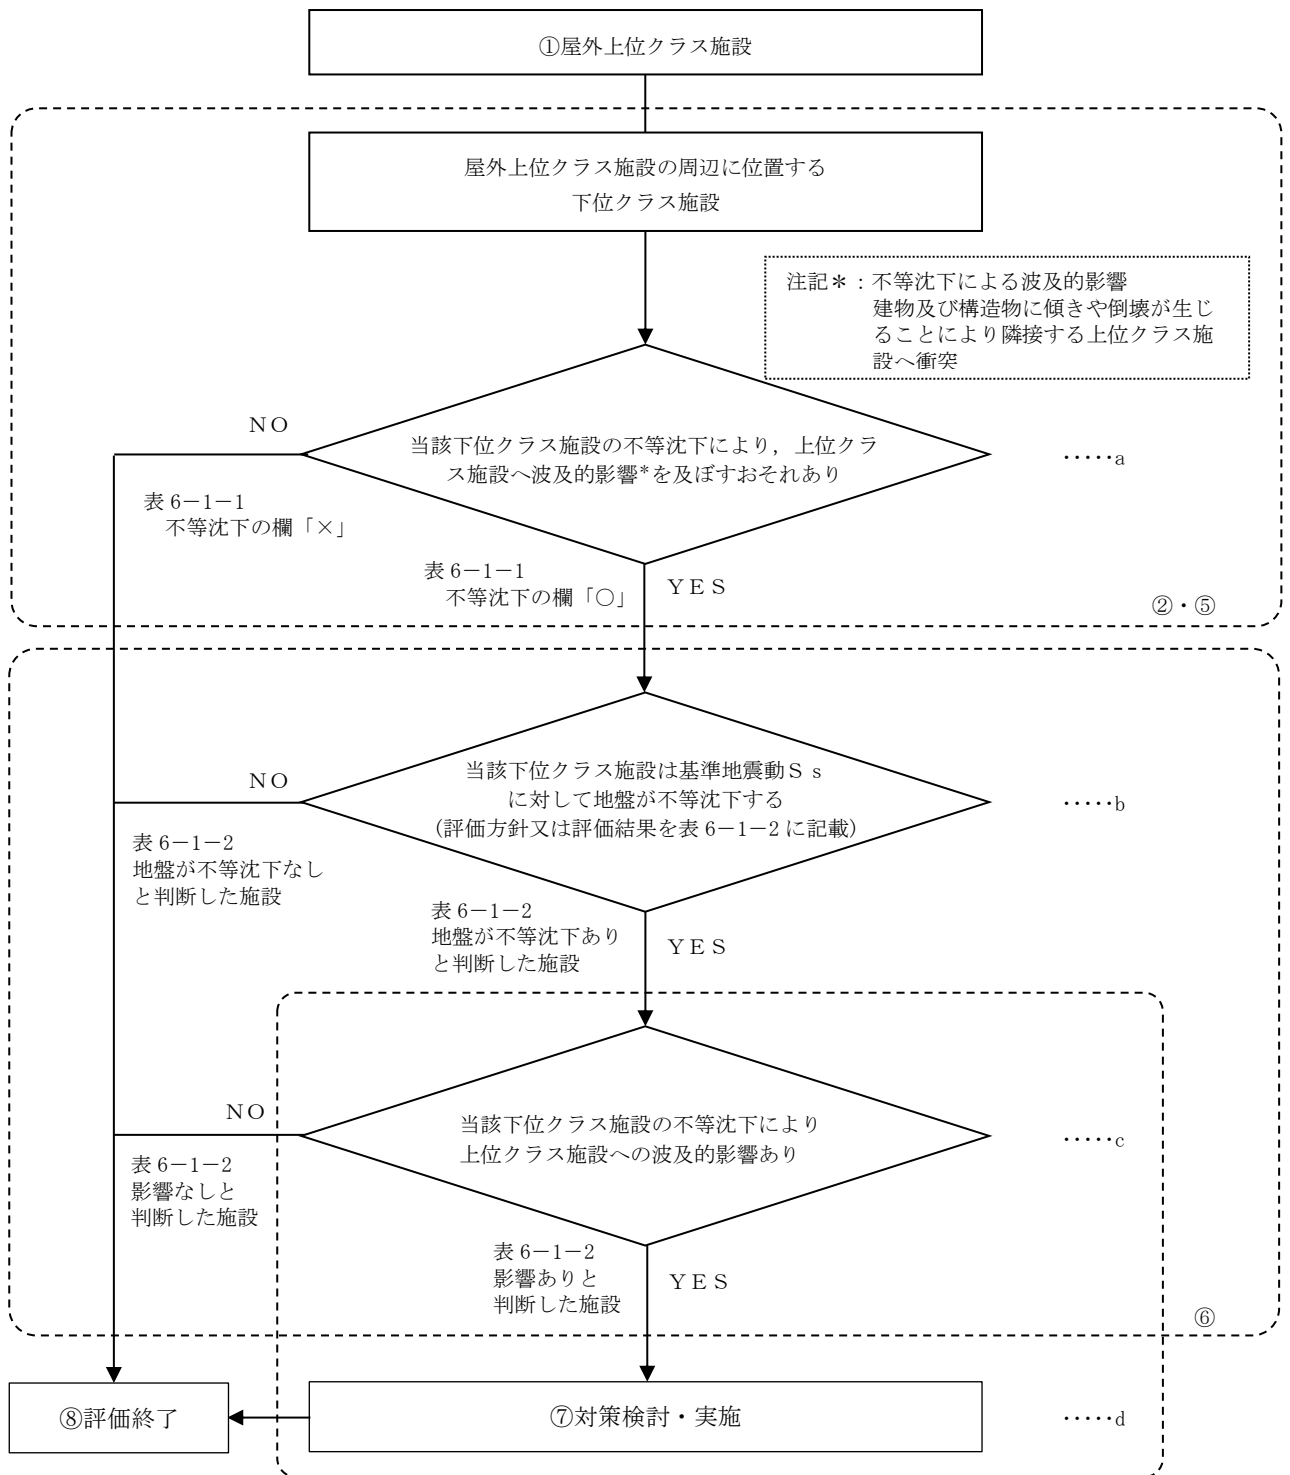 ①屋外上位クラス施設
屋外上位クラス施設の周辺に位置する
下位クラス施設
注記＊：不等沈下による波及的影響
建物及び構造物に傾きや倒壊が生じ
ることにより隣接する上位クラス施
設へ衝突
NO
当該下位クラス施設の不等沈下により，上位クラ
ス施設へ波及的影響*を及ぼすおそれあり
‥‥‥a
表 6－1－1
不等沈下の欄「×」
表 6－1－1
不等沈下の欄「○」
YES
②・⑤
NO
当該下位クラス施設は基準地震動Ｓｓ
に対して地盤が不等沈下する
（評価方針又は評価結果を表 6－1－2 に記載）
‥‥‥b
表 6－1－2
地盤が不等沈下なし
と判断した施設
表 6－1－2
地盤が不等沈下あり
と判断した施設
YES
NO
当該下位クラス施設の不等沈下により
上位クラス施設への波及的影響あり
‥‥‥c
表 6－1－2
影響なしと
判断した施設
表 6－1－2
影響ありと
判断した施設
YES
⑥
⑧評価終了
⑦対策検討・実施
‥‥‥d